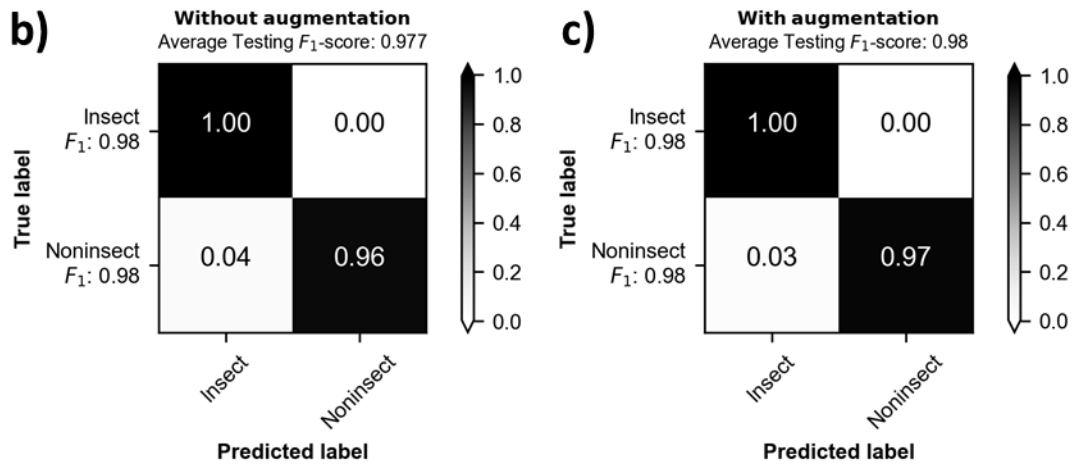 b)
Without augmentation
Average Testing F1-score: 0.977
True label
Insect
F1: 0.98
Noninsect
F1: 0.98
1.00
0.00
0.04
0.96
1.0
0.8
0.6
0.4
0.2
0.0
Insect
Noninsect
Predicted label
c)
With augmentation
Average Testing F1-score: 0.98
True label
Insect
F1: 0.98
Noninsect
F1: 0.98
1.00
0.00
0.03
0.97
1.0
0.8
0.6
0.4
0.2
0.0
Insect
Noninsect
Predicted label